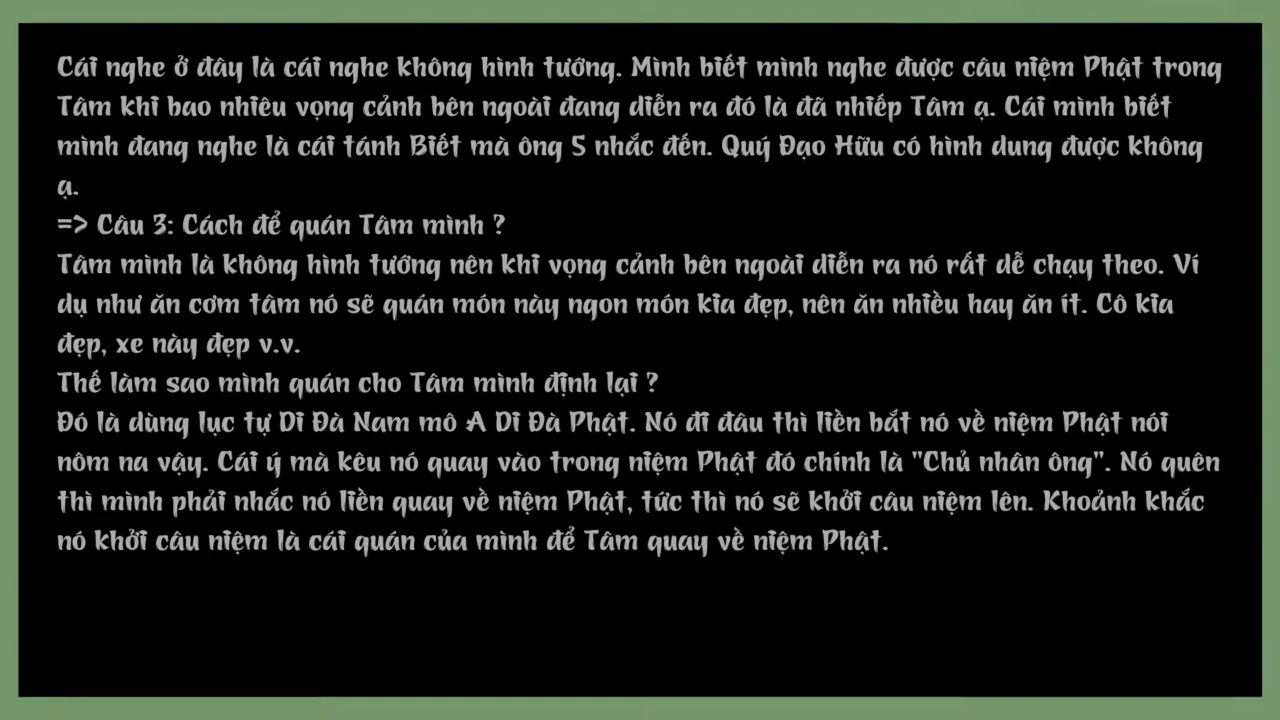 Cái nghe ở đây là cái nghe không hình tướng. Mình biết mình nghe được câu niệm Phật trong
Tâm khi bao nhiêu vọng cảnh bên ngoài đang diễn ra đó là đã nhiếp Tâm ạ. Cái mình biết
mình đang nghe là cái tánh Biết mà ông 5 nhắc đến. Quý Đạo Hữu có hình dung được không
ạ.
=> Câu 3: Cách để quán Tâm mình ?
Tâm mình là không hình tướng nên khi vọng cảnh bên ngoài diễn ra nó rất dễ chạy theo. Ví
dụ như ăn cơm tâm nó sẽ quán món này ngon món kia đẹp, nên ăn nhiều hay ăn ít. Cô kia
đẹp, xe này đẹp v.v.
Thế làm sao mình quán cho Tâm mình định lại ?
Đó là dùng lục tự Di Đà Nam mô A Di Đà Phật. Nó đi đâu thì liền bắt nó về niệm Phật nói
nôm na vậy. Cái ý mà kêu nó quay vào trong niệm Phật đó chính là "Chủ nhân ông". Nó quên
thì mình phải nhắc nó liền quay về niệm Phật, tức thì nó sẽ khởi câu niệm lên. Khoảnh khắc
nó khởi câu niệm là cái quán của mình để Tâm quay về niệm Phật.